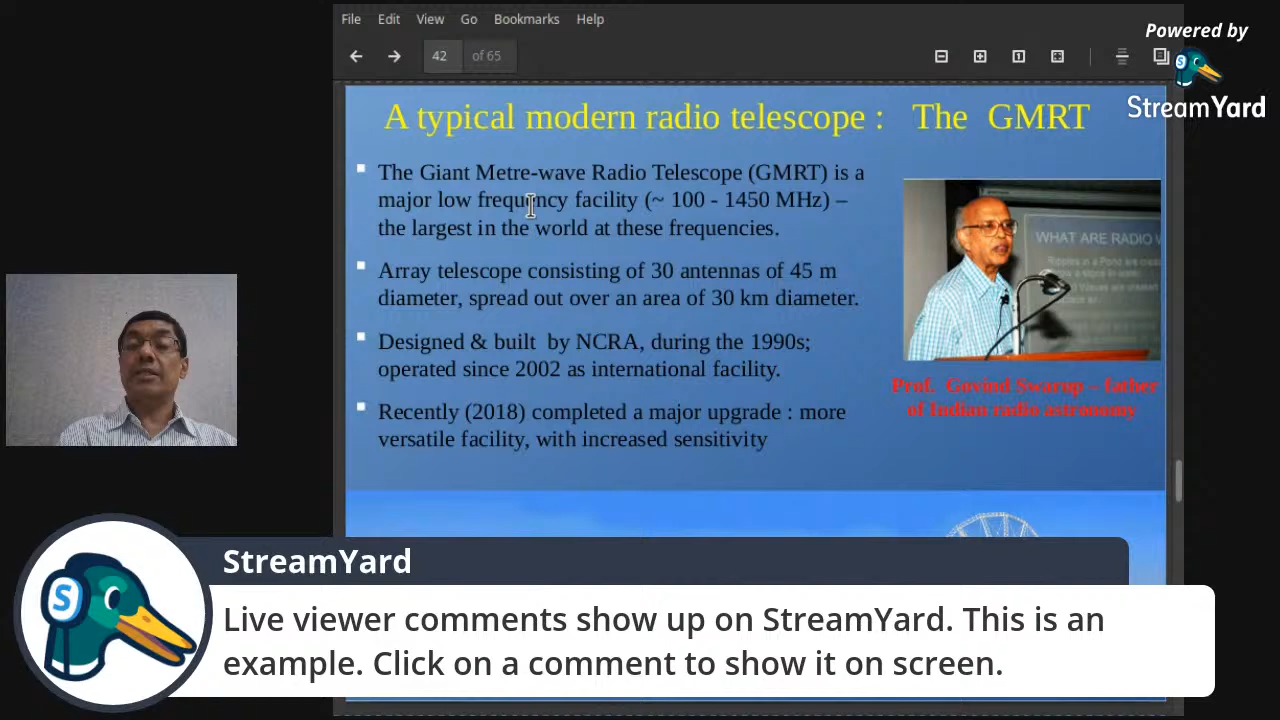 File Edit View Go Bookmarks Help
42 of 65
Powered by
StreamYard
A typical modern radio telescope : The GMRT
The Giant Metre-wave Radio Telescope (GMRT) is a
major low frequency facility (~ 100 - 1450 MHz) –
the largest in the world at these frequencies.
Array telescope consisting of 30 antennas of 45 m
diameter, spread out over an area of 30 km diameter.
Designed & built by NCRA, during the 1990s;
operated since 2002 as international facility.
Recently (2018) completed a major upgrade : more
versatile facility, with increased sensitivity
WHAT ARE RADIO W
Prof. Govind Swarup – father
of Indian radio astronomy
StreamYard
Live viewer comments show up on StreamYard. This is an
example. Click on a comment to show it on screen.